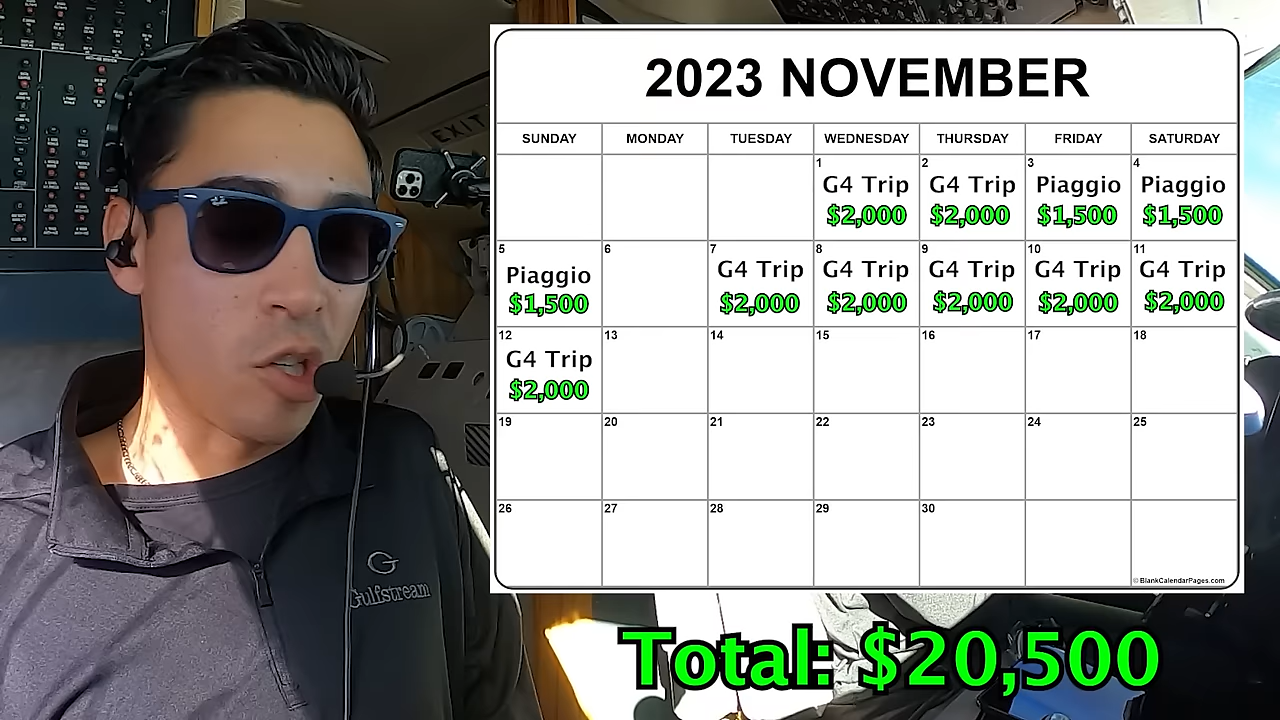 EXIT
2023 NOVEMBER
SUNDAY MONDAY TUESDAY WEDNESDAY THURSDAY FRIDAY SATURDAY
1 2 3 4
G4 Trip G4 Trip Piaggio Piaggio
$2,000 $2,000 $1,500 $1,500
5 6 7 8 9 10 11
Piaggio G4 Trip G4 Trip G4 Trip G4 Trip G4 Trip
$1,500 $2,000 $2,000 $2,000 $2,000 $2,000
12 13 14 15 16 17 18
G4 Trip
$2,000
19 20 21 22 23 24 25
26 27 28 29 30
© BlankCalendarPages.com
Gulfstream
Total: $20,500